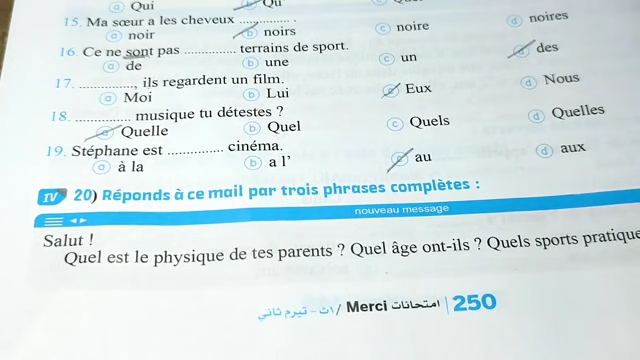 a Qui b Qu
15. Ma sœur a les cheveux ............... .
a noir b noirs c noire d noires
16. Ce ne sont pas .............. terrains de sport.
a de b une c un d des
17. ..............., ils regardent un film.
a Moi b Lui c Eux d Nous
18. .............. musique tu détestes ?
a Quelle b Quel c Quels d Quelles
19. Stéphane est ............... cinéma.
a à la b a l' c au d aux
IV 20) Réponds à ce mail par trois phrases complètes :
nouveau message
Salut !
Quel est le physique de tes parents ? Quel âge ont-ils ? Quels sports pratique
250 | امتحانات Merci / ١ث - تيرم ثاني